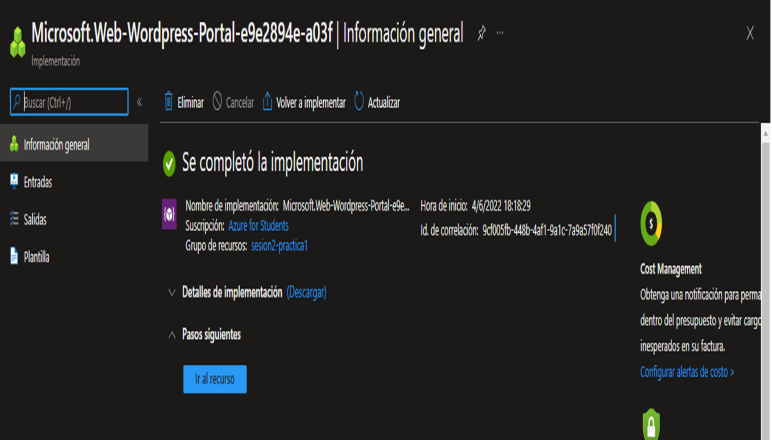 Microsoft.Web-Wordpress-Portal-e9e2894e-a03f | Información general
Implementación
Buscar (Ctrl+/)
Eliminar
Cancelar
Volver a implementar
Actualizar
Información general
Entradas
Salidas
Plantilla
Se completó la implementación
Nombre de implementación: Microsoft.Web-Wordpress-Portal-e9e...
Suscripción: Azure for Students
Grupo de recursos: sesion2-practica1
Hora de inicio: 4/6/2022 18:18:29
Id. de correlación: 9cf005fb-448b-4af1-9a1c-7a9a57f0f240
Detalles de implementación (Descargar)
Pasos siguientes
Ir al recurso
Cost Management
Obtenga una notificación para perma
dentro del presupuesto y evitar cargo
inesperados en su factura.
Configurar alertas de costo >